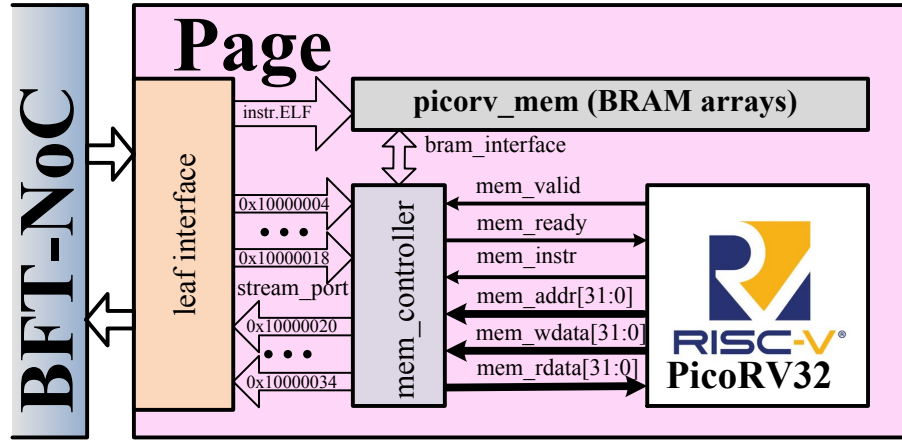 BFT-NoC
Page
leaf interface
instr.ELF
picorv_mem (BRAM arrays)
bram_interface
0x10000004
0x10000018
stream_port
0x10000020
0x10000034
mem_controller
mem_valid
mem_ready
mem_instr
mem_addr[31:0]
mem_wdata[31:0]
mem_rdata[31:0]
RISC-V®
PicoRV32